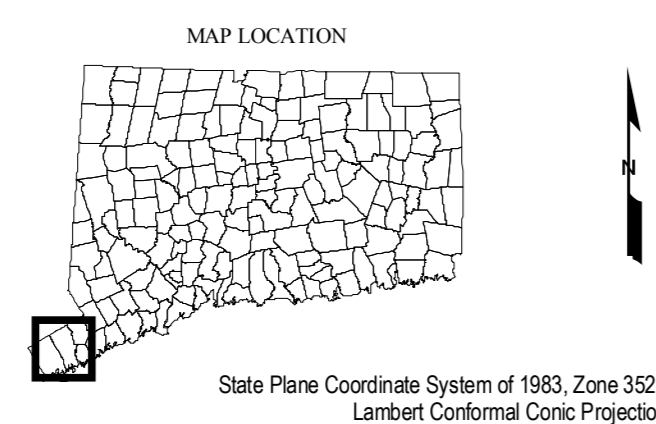 MAP LOCATION
N
State Plane Coordinate System of 1983, Zone 352
Lambert Conformal Conic Projectio